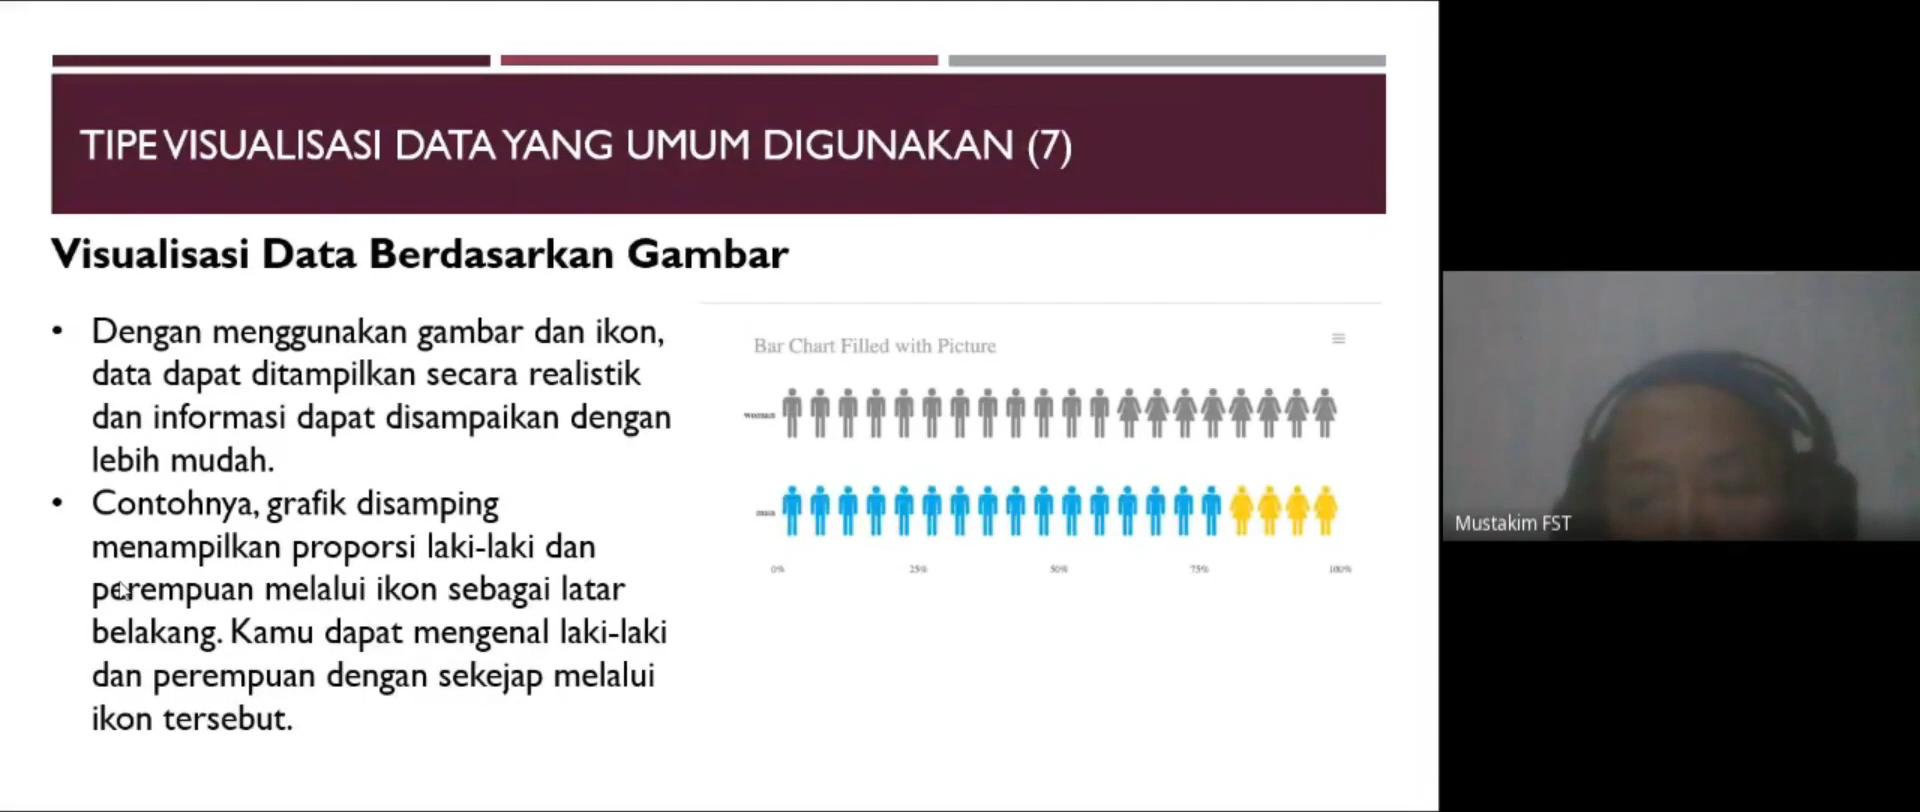 TIPE VISUALISASI DATA YANG UMUM DIGUNAKAN (7)
Visualisasi Data Berdasarkan Gambar
• Dengan menggunakan gambar dan ikon,
data dapat ditampilkan secara realistik
dan informasi dapat disampaikan dengan
lebih mudah.
• Contohnya, grafik disamping
menampilkan proporsi laki-laki dan
perempuan melalui ikon sebagai latar
belakang. Kamu dapat mengenal laki-laki
dan perempuan dengan sekejap melalui
ikon tersebut.
Bar Chart Filled with Picture
woman
man
0% 25% 50% 75% 100%
Mustakim FST